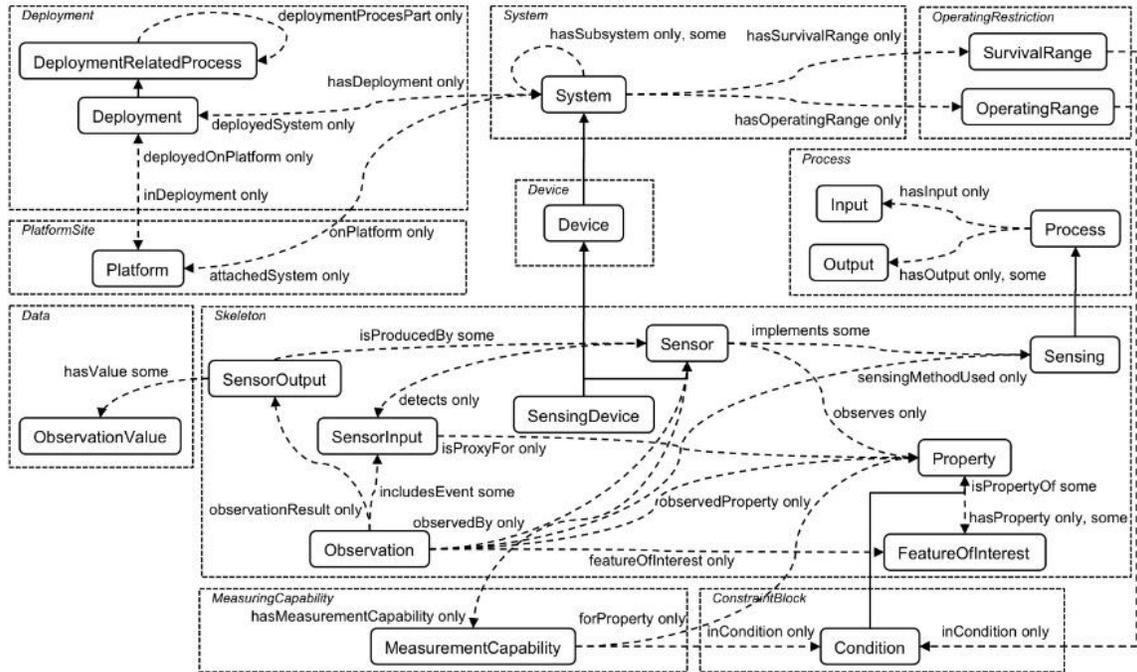 Deployment
deploymentProcesPart only
DeploymentRelatedProcess
Deployment
hasDeployment only
deployedSystem only
deployedOnPlatform only
inDeployment only
PlatformSite
Platform
onPlatform only
attachedSystem only
System
hasSubsystem only, some
System
hasSurvivalRange only
hasOperatingRange only
OperatingRestriction
SurvivalRange
OperatingRange
Device
Device
Process
hasInput only
Input
Process
Output
hasOutput only, some
Data
hasValue some
ObservationValue
Skeleton
isProducedBy some
Sensor
implements some
Sensing
SensorOutput
detects only
SensingDevice
sensingMethodUsed only
observes only
SensorInput
isProxyFor only
Property
isPropertyOf some
includesEvent some
observedProperty only
observationResult only
observedBy only
hasProperty only, some
Observation
featureOfInterest only
FeatureOfInterest
MeasuringCapability
hasMeasurementCapability only
forProperty only
MeasurementCapability
ConstraintBlock
inCondition only
Condition
inCondition only